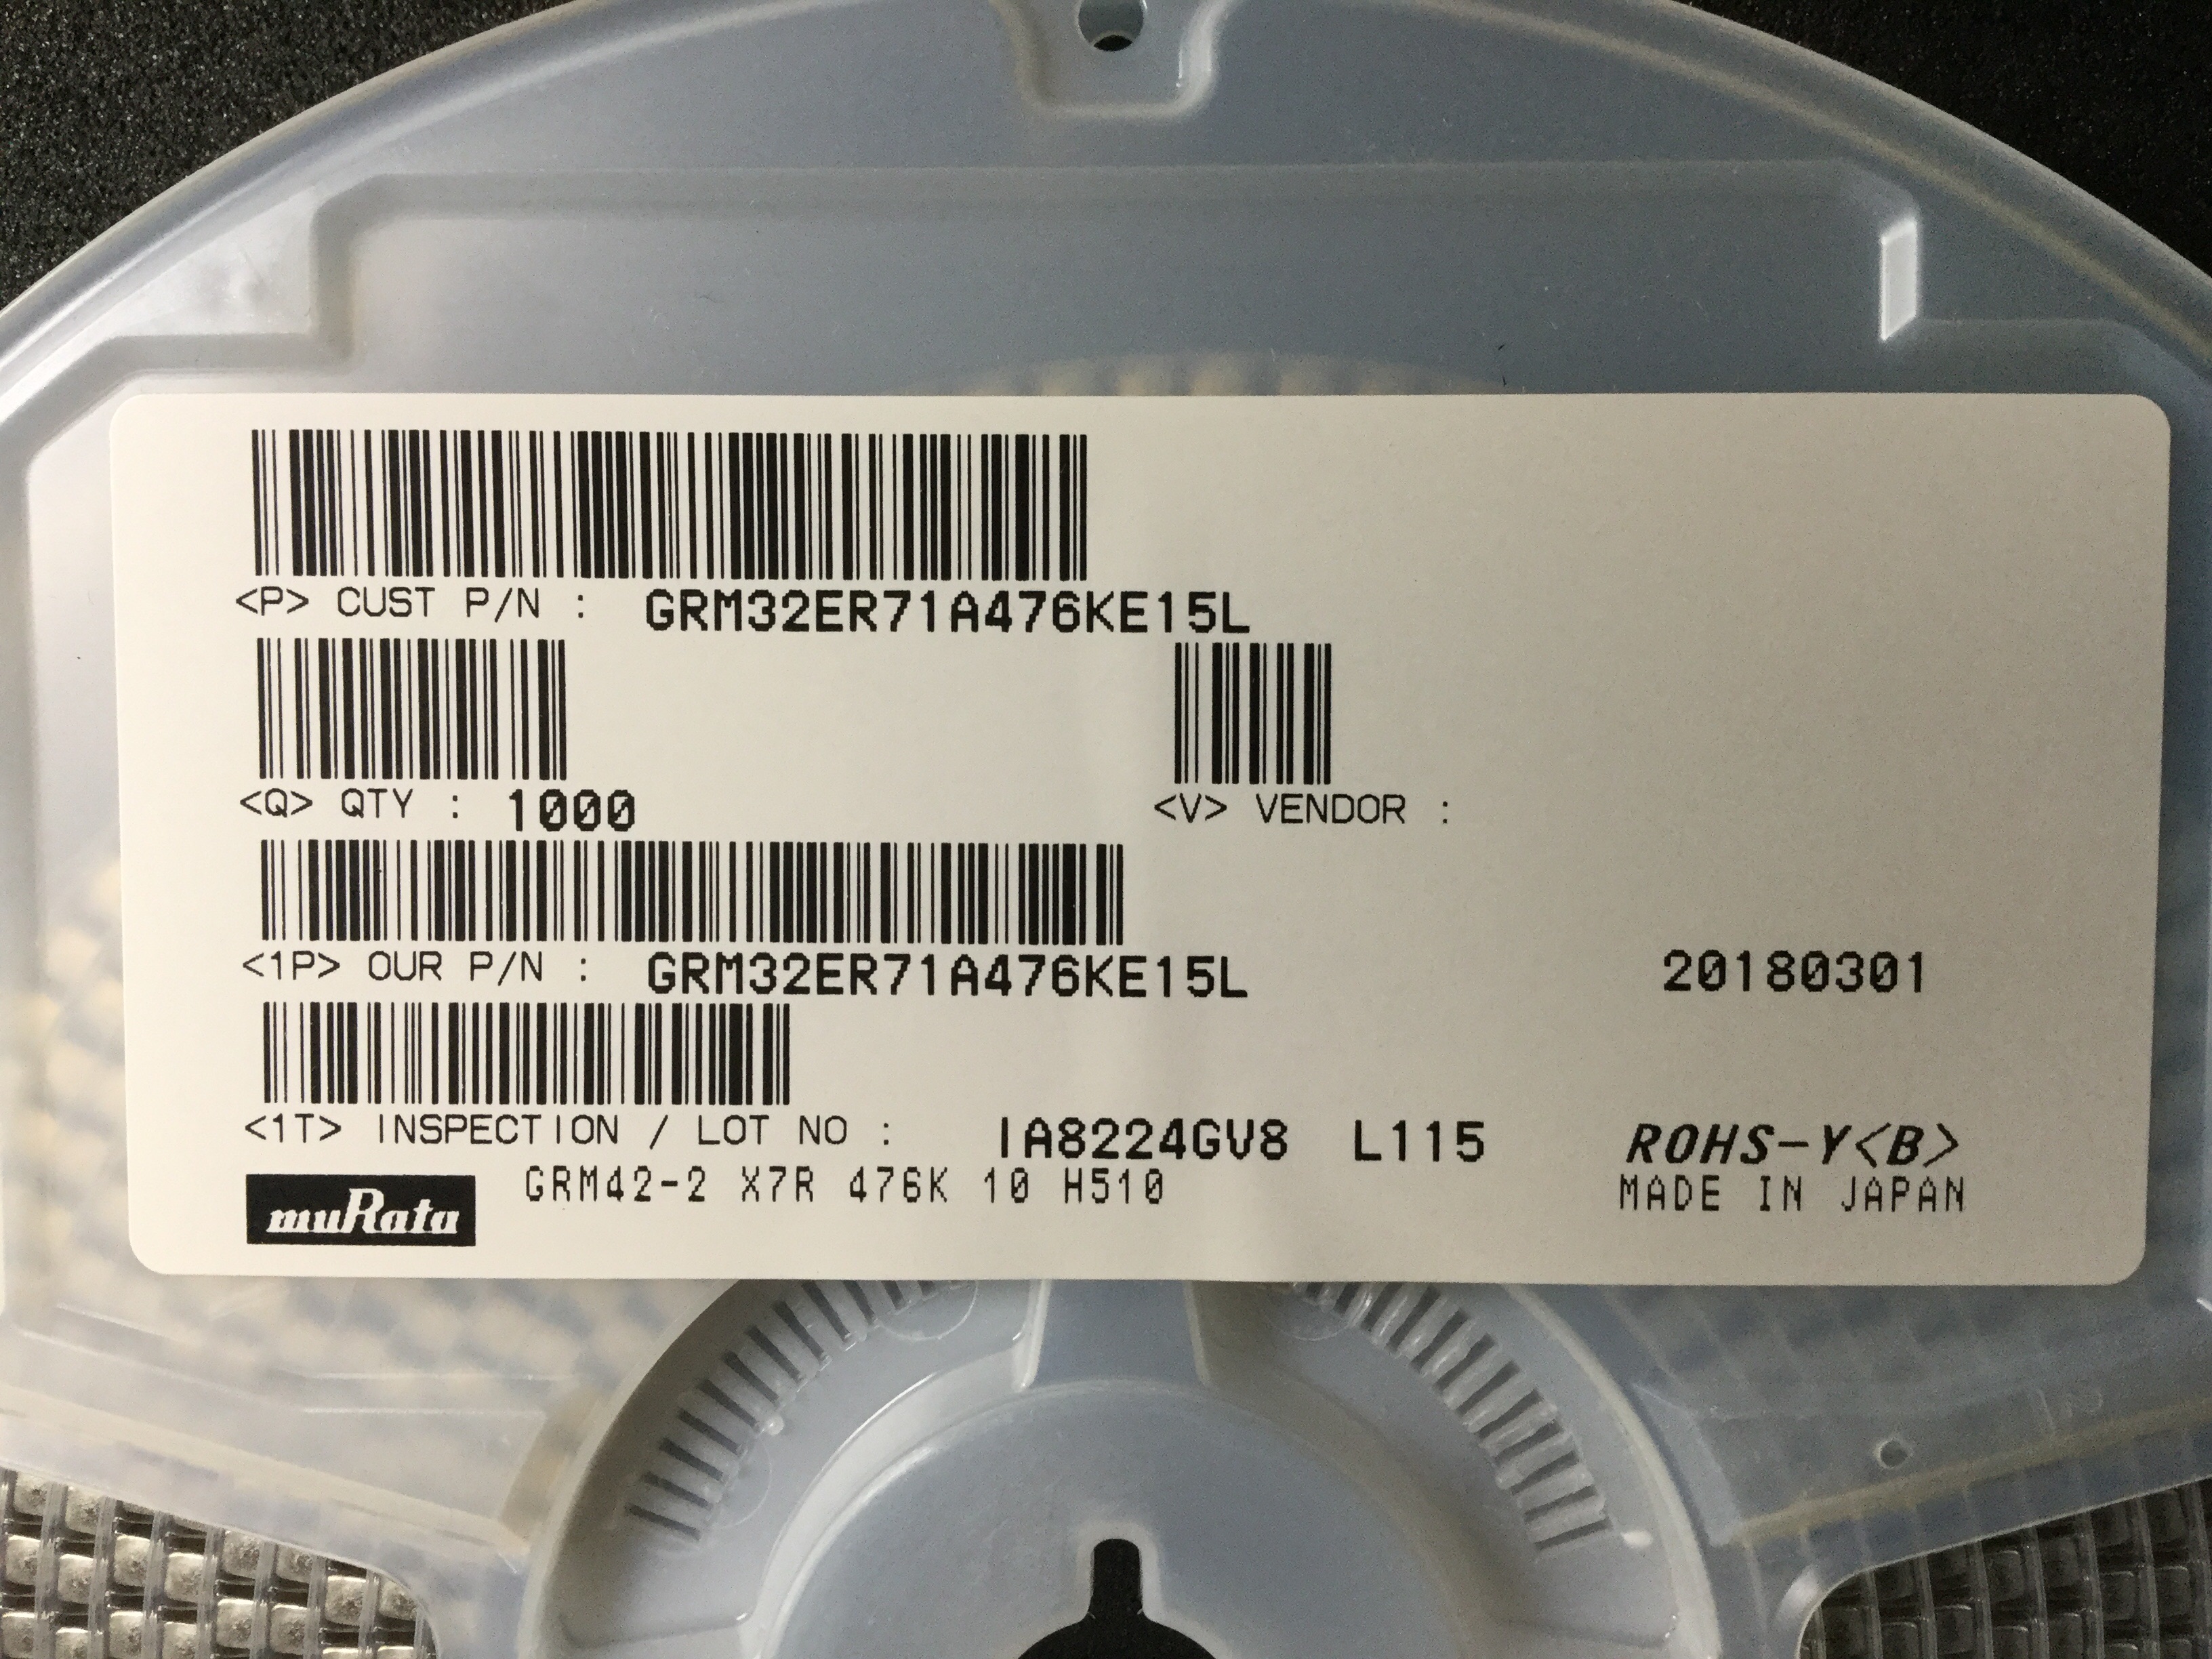 <P> CUST P/N : GRM32ER71A476KE15L
<Q> QTY : 1000 <V> VENDOR :
<1P> OUR P/N : GRM32ER71A476KE15L 20180301
<1T> INSPECTION / LOT NO : IA8224GV8 L115 ROHS-Y<B>
muRata GRM42-2 X7R 476K 10 H510 MADE IN JAPAN